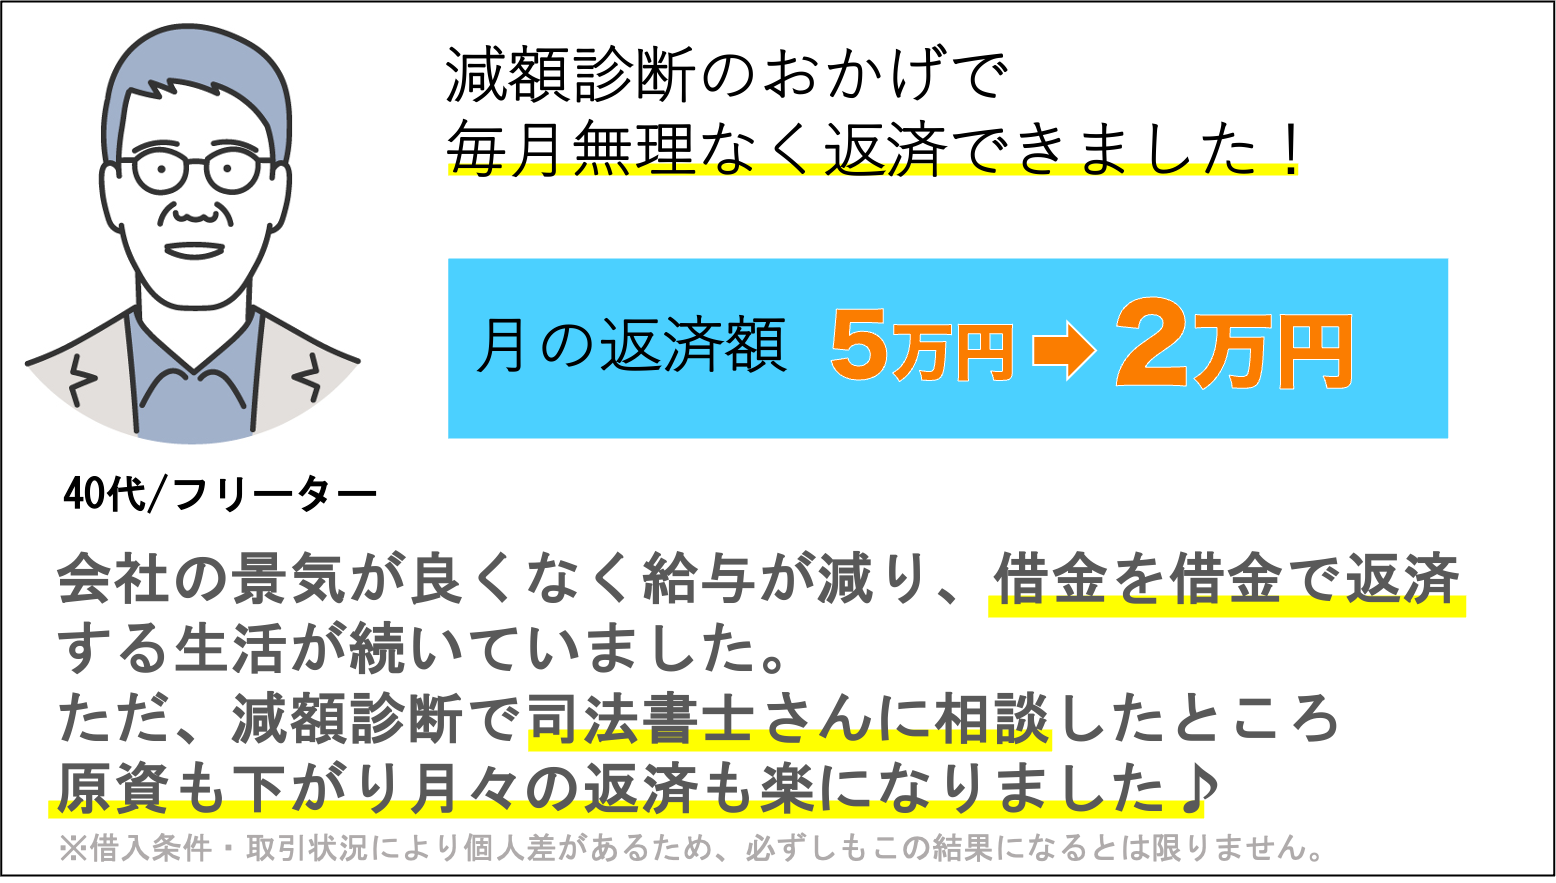 減額診断のおかげで
毎月無理なく返済できました！
月の返済額 5万円➡2万円
40代/フリーター
会社の景気が良くなく給与が減り、借金を借金で返済
する生活が続いていました。
ただ、減額診断で司法書士さんに相談したところ
原資も下がり月々の返済も楽になりました♪
※借入条件・取引状況により個人差があるため、必ずしもこの結果になるとは限りません。